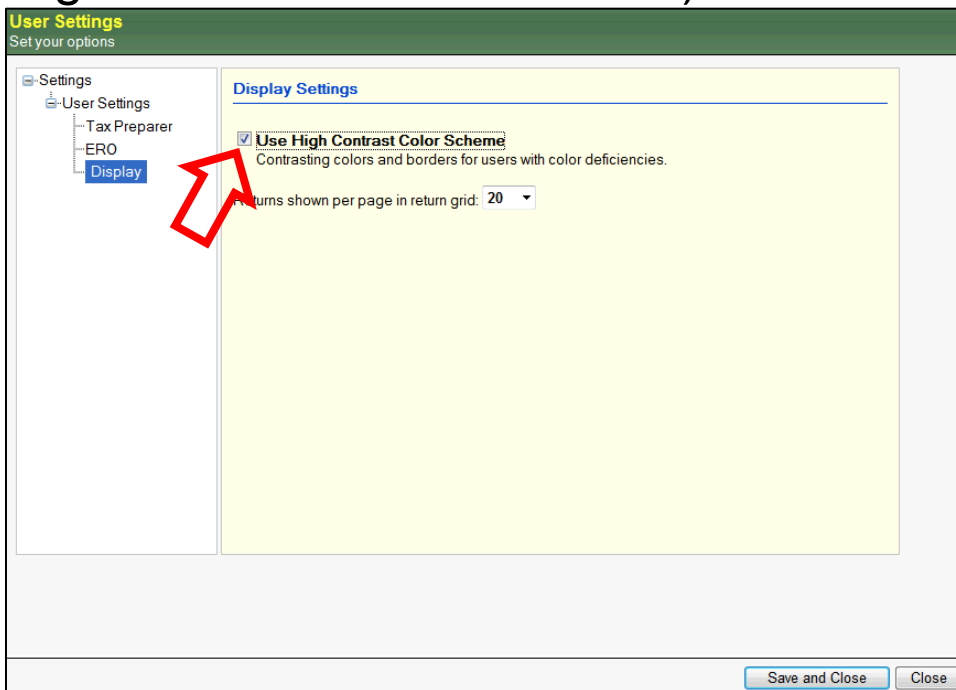 User Settings
Set your options
Settings
User Settings
Tax Preparer
ERO
Display
Display Settings
Use High Contrast Color Scheme
Contrasting colors and borders for users with color deficiencies.
Returns shown per page in return grid: 20
Save and Close
Close